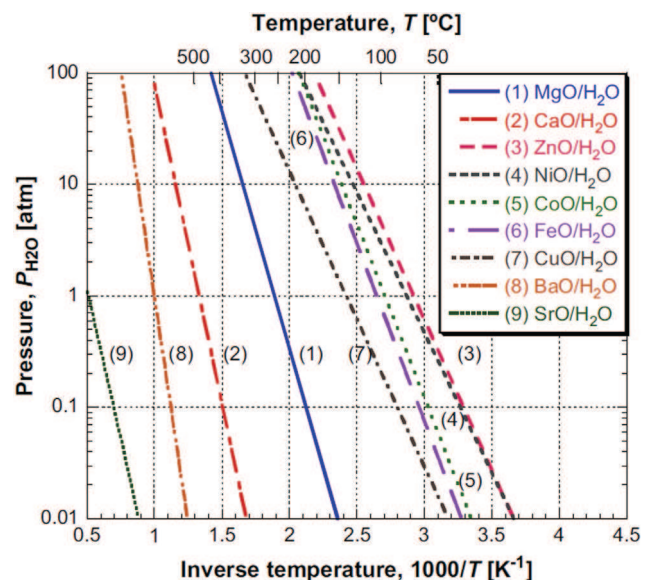 Temperature, T [ºC]
500 300 200 100 50
100
10
1
0.1
0.01
Pressure, P_H2O [atm]
(1) MgO/H2O
(2) CaO/H2O
(3) ZnO/H2O
(4) NiO/H2O
(5) CoO/H2O
(6) FeO/H2O
(7) CuO/H2O
(8) BaO/H2O
(9) SrO/H2O
(6)
(9) (8) (2) (1) (7) (3)
(4)
(5)
0.5 1 1.5 2 2.5 3 3.5 4 4.5
Inverse temperature, 1000/T [K-1]